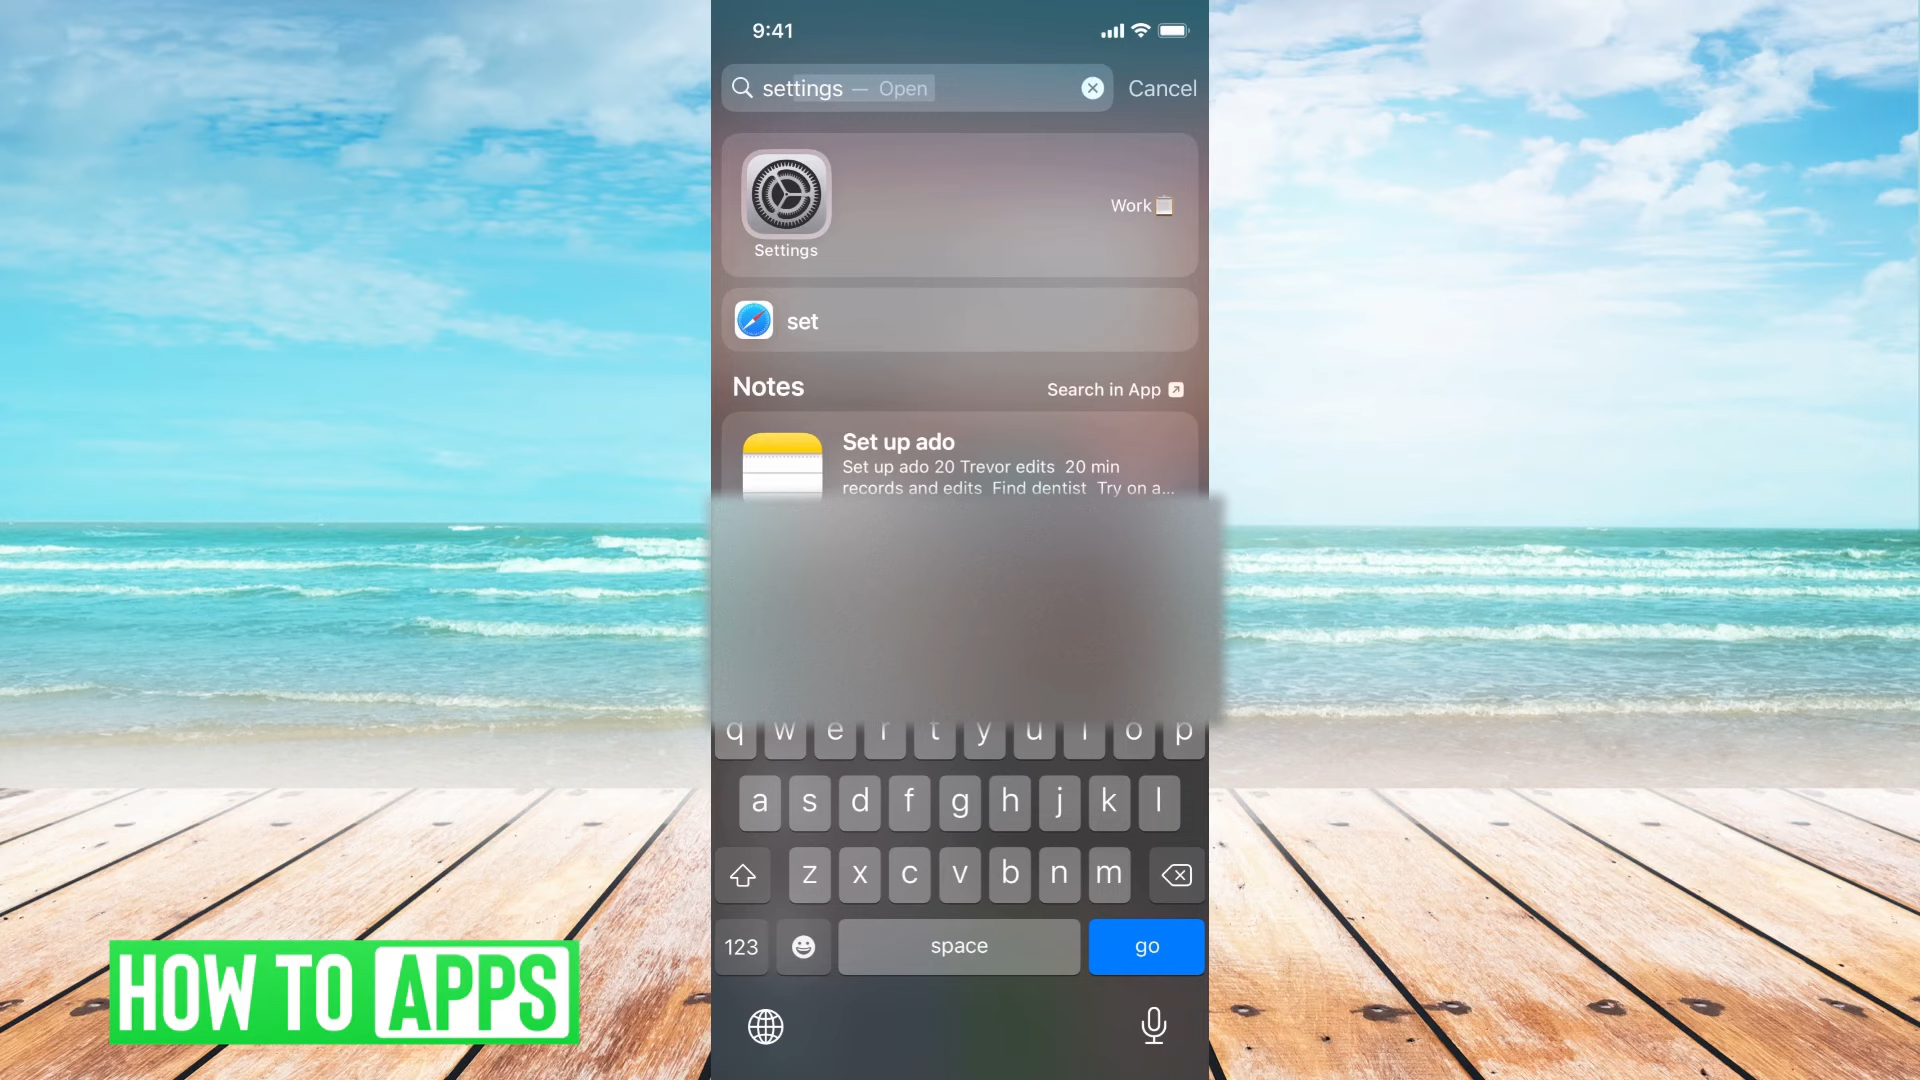 9:41
settings — Open
Cancel
Settings
Work
set
Notes
Search in App
Set up ado
Set up ado 20 Trevor edits 20 min
records and edits Find dentist Try on a...
q w e r t y u i o p
a s d f g h j k l
z x c v b n m
123
space
go
HOW TO APPS